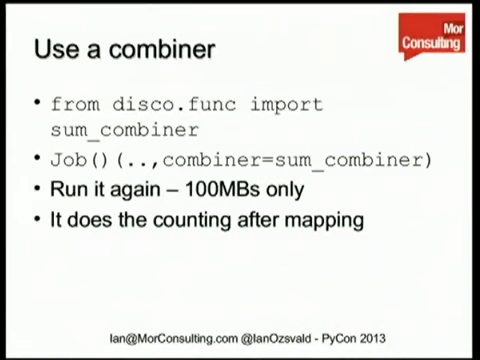 Mor
Consulting
Use a combiner
• from disco.func import
sum_combiner
• Job()(..,combiner=sum_combiner)
• Run it again – 100MBs only
• It does the counting after mapping
Ian@MorConsulting.com @IanOzsvald - PyCon 2013